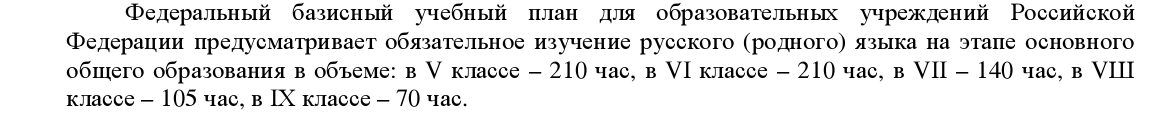 Федеральный базисный учебный план для образовательных учреждений Российской
Федерации предусматривает обязательное изучение русского (родного) языка на этапе основного
общего образования в объеме: в V классе – 210 час, в VI классе – 210 час, в VII – 140 час, в VШ
классе – 105 час, в IX классе – 70 час.